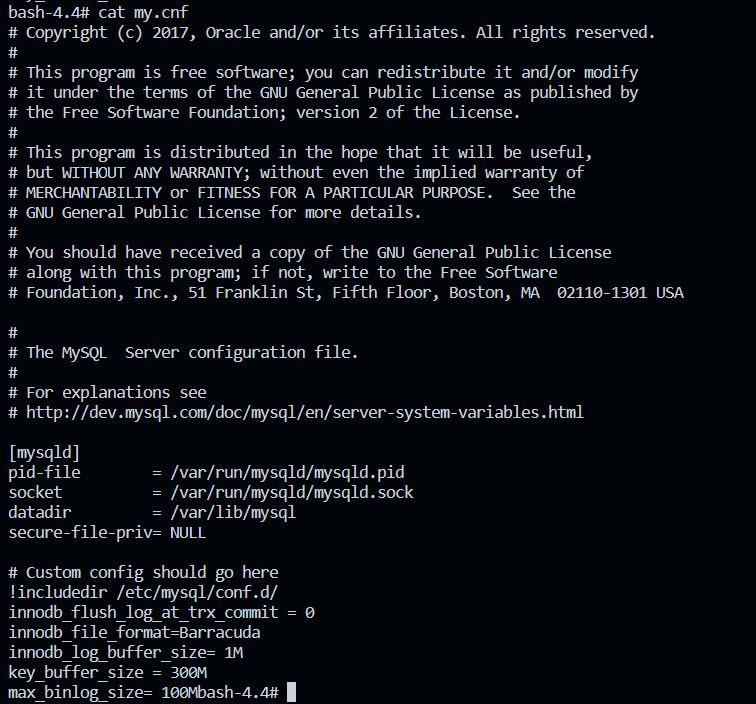 bash-4.4# cat my.cnf
# Copyright (c) 2017, Oracle and/or its affiliates. All rights reserved.
#
# This program is free software; you can redistribute it and/or modify
# it under the terms of the GNU General Public License as published by
# the Free Software Foundation; version 2 of the License.
#
# This program is distributed in the hope that it will be useful,
# but WITHOUT ANY WARRANTY; without even the implied warranty of
# MERCHANTABILITY or FITNESS FOR A PARTICULAR PURPOSE.  See the
# GNU General Public License for more details.
#
# You should have received a copy of the GNU General Public License
# along with this program; if not, write to the Free Software
# Foundation, Inc., 51 Franklin St, Fifth Floor, Boston, MA  02110-1301 USA

#
# The MySQL  Server configuration file.
#
# For explanations see
# http://dev.mysql.com/doc/mysql/en/server-system-variables.html

[mysqld]
pid-file        = /var/run/mysqld/mysqld.pid
socket          = /var/run/mysqld/mysqld.sock
datadir         = /var/lib/mysql
secure-file-priv= NULL

# Custom config should go here
!includedir /etc/mysql/conf.d/
innodb_flush_log_at_trx_commit = 0
innodb_file_format=Barracuda
innodb_log_buffer_size= 1M
key_buffer_size = 300M
max_binlog_size= 100Mbash-4.4#